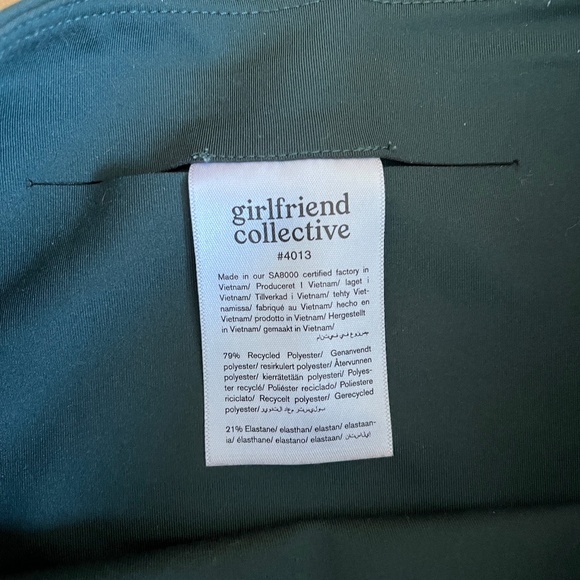 girlfriend
collective
#4013
Made in our SA8000 certified factory in
Vietnam/ Produceret I Vietnam/ laget i
Vietnam/ Tillverkad i Vietnam/ tehty Viet-
namissa/ fabriqué au Vietnam/ hecho en
Vietnam/ prodotto in Vietnam/ Hergestellt
in Vietnam/ gemaakt in Vietnam/
79% Recycled Polyester/ Genanvendt
polyester/ resirkulert polyester/ Återvunnen
polyester/ kierrätetään polyesteri/ Polyes-
ter recyclé/ Poliéster reciclado/ Poliestere
riciclato/ Recycelt polyester/ Gerecycled
polyester/
21% Elastane/ elasthan/ elastan/ elastaan-
ia/ élasthane/ elastano/ elastaan/